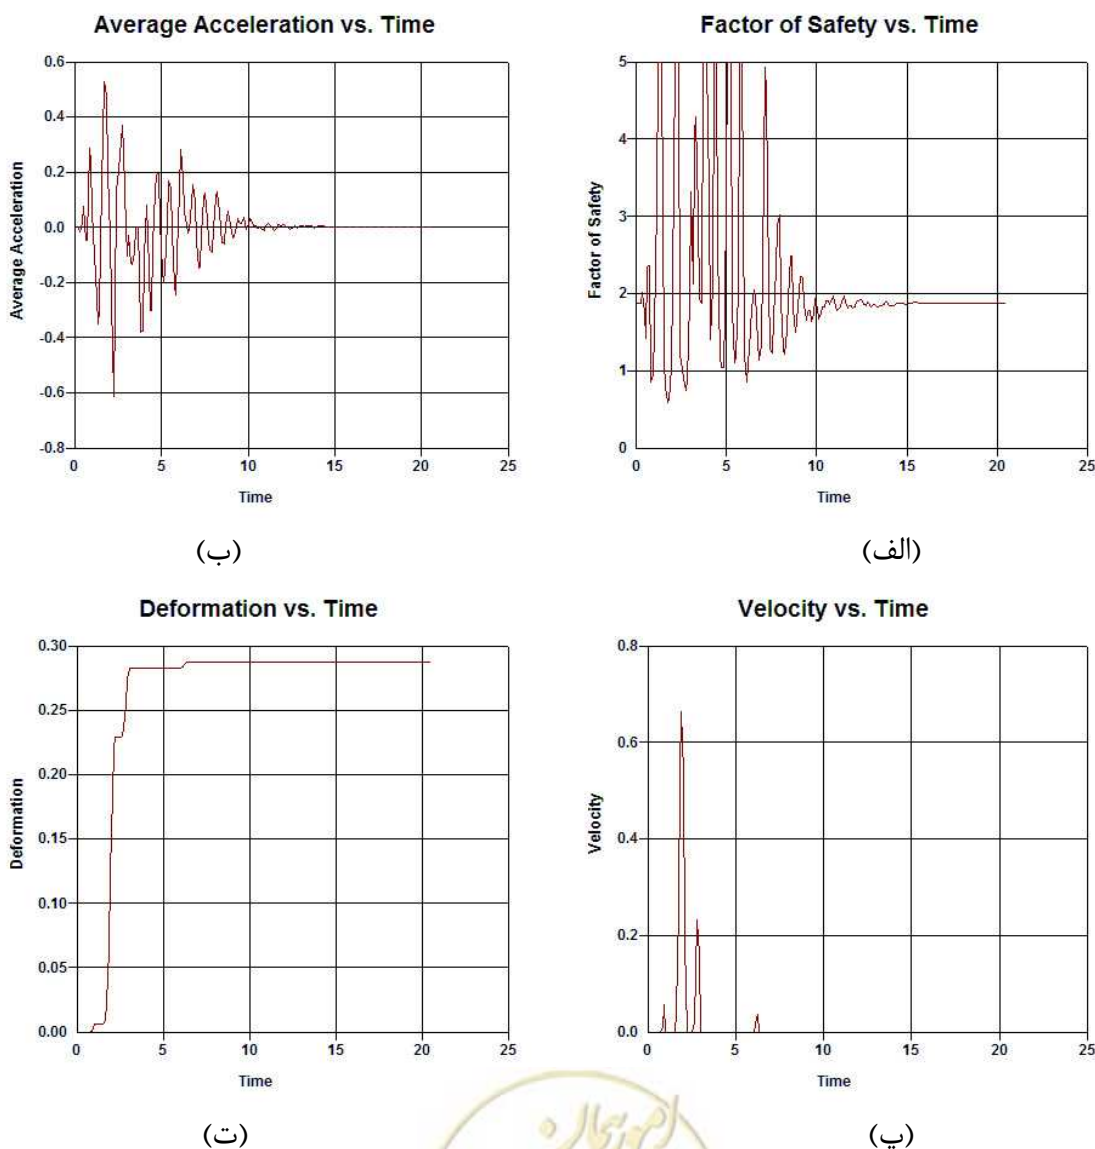 Factor of Safety vs. Time
Factor of Safety
5
4
3
2
1
0
0 5 10 15 20 25
Time
(الف)
Average Acceleration vs. Time
Average Acceleration
0.6
0.4
0.2
0.0
-0.2
-0.4
-0.6
-0.8
0 5 10 15 20 25
Time
(ب)
Velocity vs. Time
Velocity
0.8
0.6
0.4
0.2
0.0
0 5 10 15 20 25
Time
(پ)
Deformation vs. Time
Deformation
0.30
0.25
0.20
0.15
0.10
0.05
0.00
0 5 10 15 20 25
Time
(ت)